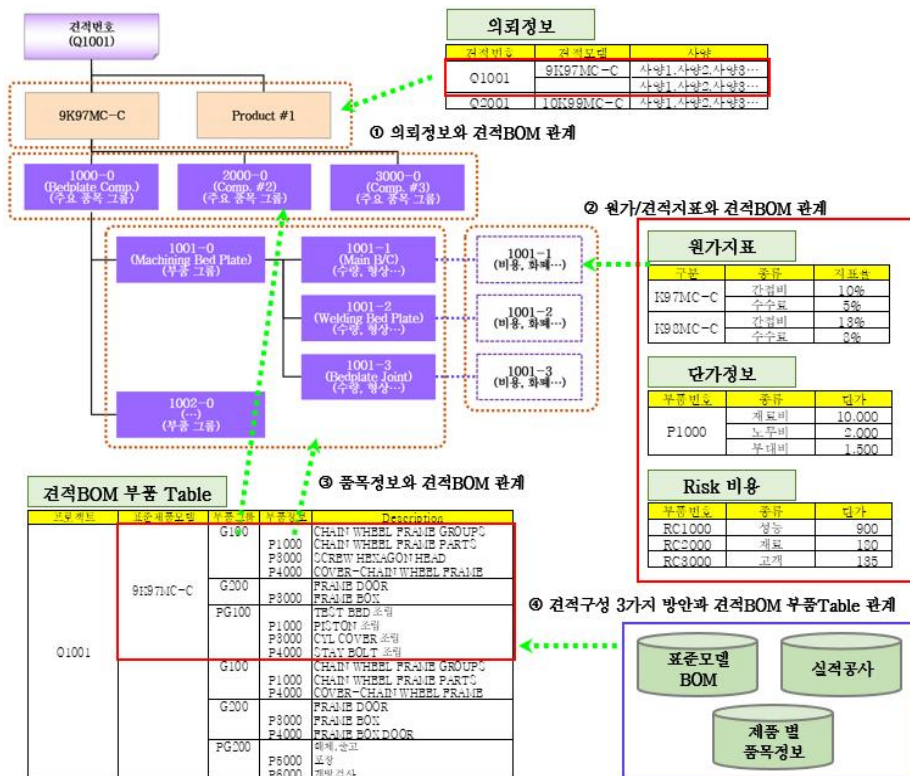 견적번호
(Q1001)
의뢰정보
견적번호 견적모델 사양
Q1001 9K97MC-C 사양1,사양2,사양3…
사양1,사양2,사양3…
Q2001 10K99MC-C 사양1,사양2,사양3…
9K97MC-C
Product #1
① 의뢰정보와 견적BOM 관계
1000-0
(Bedplate Comp.)
(주요 품목 그룹)
2000-0
(Comp. #2)
(주요 품목 그룹)
3000-0
(Comp. #3)
(주요 품목 그룹)
② 원가/견적지표와 견적BOM 관계
1001-0
(Machining Bed Plate)
(부품 그룹)
1001-1
(Main B/C)
(수량, 형상…)
1001-1
(비용, 화폐…)
1001-2
(Welding Bed Plate)
(수량, 형상…)
1001-2
(비용, 화폐…)
1001-3
(Bedplate Joint)
(수량, 형상…)
1001-3
(비용, 화폐…)
1002-0
(…)
(부품 그룹)
원가지표
구분 종류 지표율
K97MC-C 간접비 10%
수수료 5%
K98MC-C 간접비 13%
수수료 8%
단가정보
부품번호 종류 단가
P1000 재료비 10,000
노무비 2,000
부대비 1,500
Risk 비용
부품번호 종류 단가
RC1000 성능 900
RC2000 재료 180
RC3000 고객 185
③ 품목정보와 견적BOM 관계
견적BOM 부품 Table
프로젝트 표준제품모델 부품그룹 부품정보 Description
Q1001 9K97MC-C G100 CHAIN WHEEL FRAME GROUPS
P1000 CHAIN WHEEL FRAME PARTS
P3000 SCREW HEXAGON HEAD
P4000 COVER-CHAIN WHEEL FRAME
G200 FRAME DOOR
P3000 FRAME BOX
PG100 TEST BED 조립
P1000 PISTON 조립
P3000 CYL COVER 조립
P4000 STAY BOLT 조립
G100 CHAIN WHEEL FRAME GROUPS
P1000 CHAIN WHEEL FRAME PARTS
P4000 COVER-CHAIN WHEEL FRAME
G200 FRAME DOOR
P3000 FRAME BOX
P4000 FRAME BOX DOOR
PG200 해체,출고
P5000 포장
P6000
④ 견적구성 3가지 방안과 견적BOM 부품Table 관계
표준모델
BOM
실적공사
제품 별
품목정보